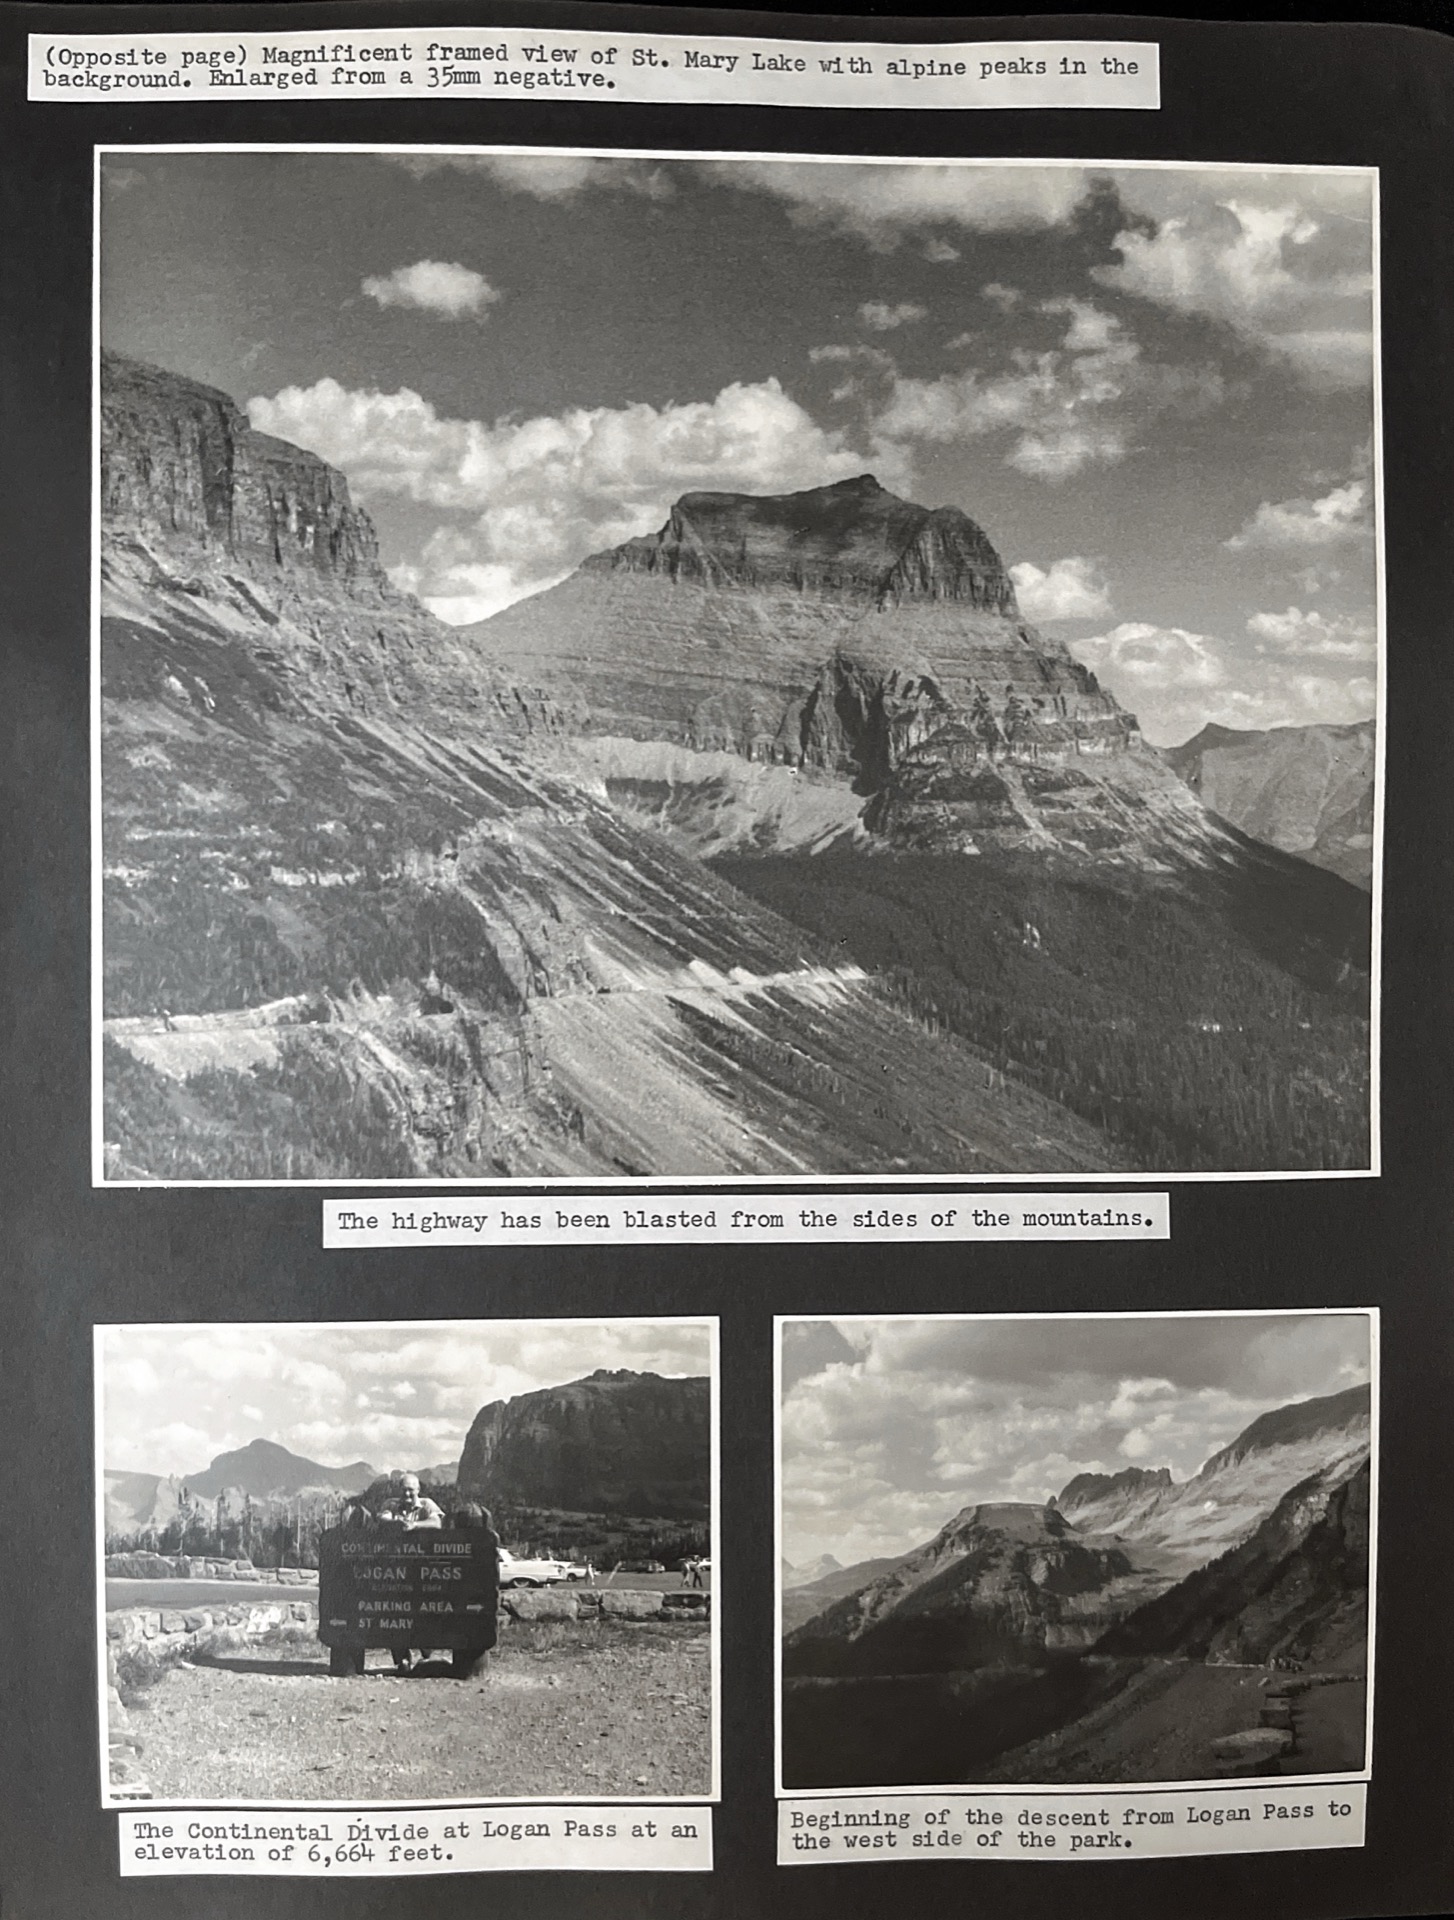 (Opposite page) Magnificent framed view of St. Mary Lake with alpine peaks in the
background. Enlarged from a 35mm negative.
The highway has been blasted from the sides of the mountains.
CONTINENTAL DIVIDE
LOGAN PASS
PARKING AREA →
← ST MARY
The Continental Divide at Logan Pass at an
elevation of 6,664 feet.
Beginning of the descent from Logan Pass to
the west side of the park.